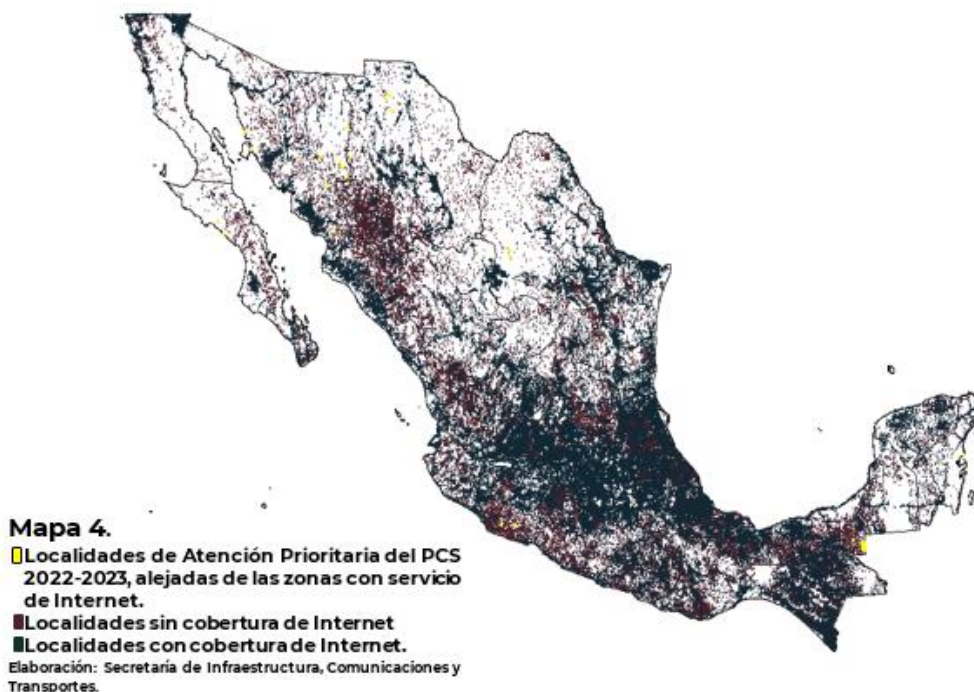 Mapa 4.
Localidades de Atención Prioritaria del PCS
2022-2023, alejadas de las zonas con servicio
de Internet.
Localidades sin cobertura de Internet
Localidades con cobertura de Internet.
Elaboración: Secretaría de Infraestructura, Comunicaciones y
Transportes.